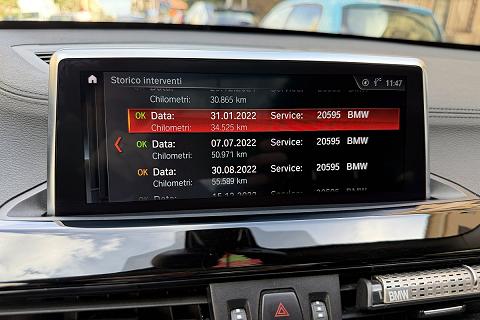 Storico interventi 11:47
Chilometri: 30.865 km
OK Data: 31.01.2022 Service: 20595 BMW
Chilometri: 34.525 km
OK Data: 07.07.2022 Service: 20595 BMW
Chilometri: 50.971 km
OK Data: 30.08.2022 Service: 20595 BMW
Chilometri: 55.589 km
BMW